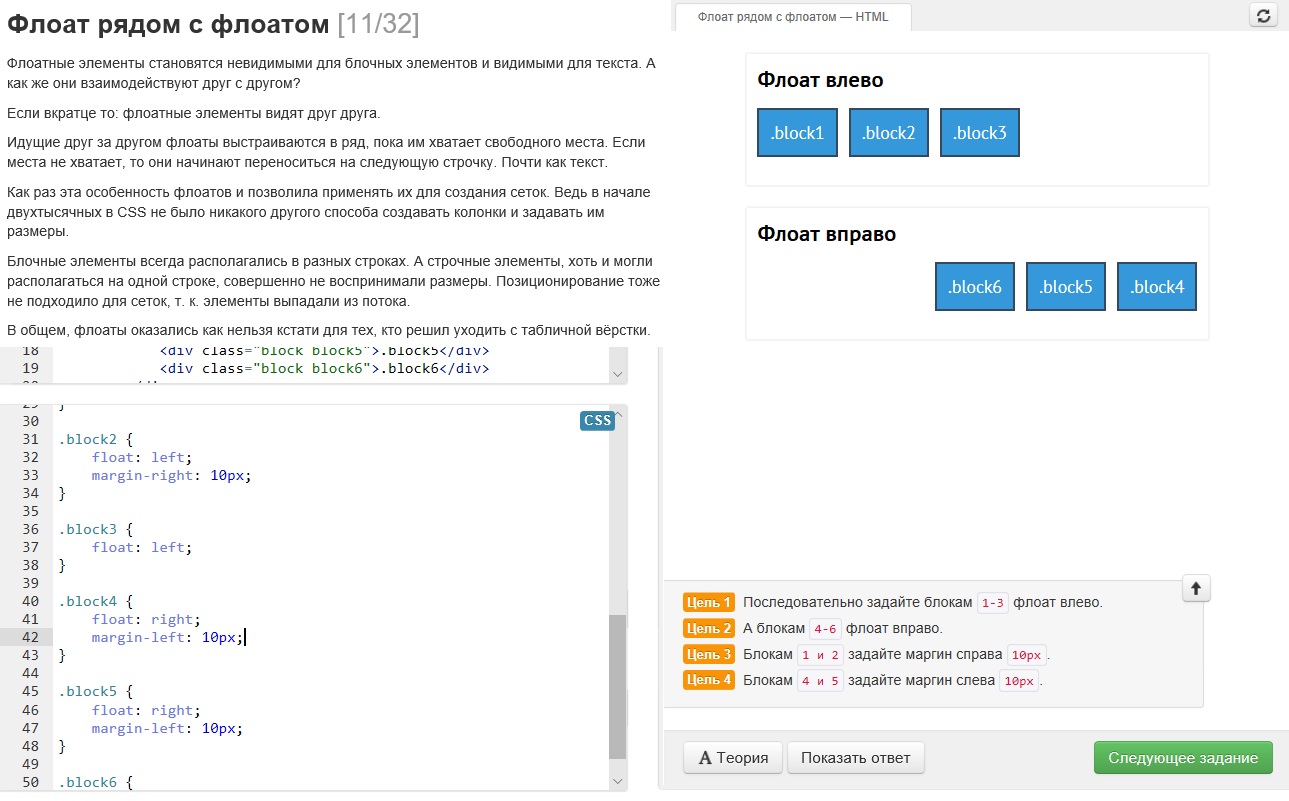 Флоат рядом с флоатом [11/32]
Флоатные элементы становятся невидимыми для блочных элементов и видимыми для текста. А
как же они взаимодействуют друг с другом?
Если вкратце то: флоатные элементы видят друг друга.
Идущие друг за другом флоаты выстраиваются в ряд, пока им хватает свободного места. Если
места не хватает, то они начинают переноситься на следующую строчку. Почти как текст.
Как раз эта особенность флоатов и позволила применять их для создания сеток. Ведь в начале
двухтысячных в CSS не было никакого другого способа создавать колонки и задавать им
размеры.
Блочные элементы всегда располагались в разных строках. А строчные элементы, хоть и могли
располагаться на одной строке, совершенно не воспринимали размеры. Позиционирование тоже
не подходило для сеток, т. к. элементы выпадали из потока.
В общем, флоаты оказались как нельзя кстати для тех, кто решил уходить с табличной вёрстки.
18 <div class="block block5">.block5</div>
19 <div class="block block6">.block6</div>
CSS
29 }
30
31 .block2 {
32 float: left;
33 margin-right: 10px;
34 }
35
36 .block3 {
37 float: left;
38 }
39
40 .block4 {
41 float: right;
42 margin-left: 10px;
43 }
44
45 .block5 {
46 float: right;
47 margin-left: 10px;
48 }
49
50 .block6 {
Флоат рядом с флоатом — HTML
Флоат влево
.block1 .block2 .block3
Флоат вправо
.block6 .block5 .block4
Цель 1 Последовательно задайте блокам 1-3 флоат влево.
Цель 2 А блокам 4-6 флоат вправо.
Цель 3 Блокам 1 и 2 задайте маргин справа 10px.
Цель 4 Блокам 4 и 5 задайте маргин слева 10px.
A Теория Показать ответ Следующее задание